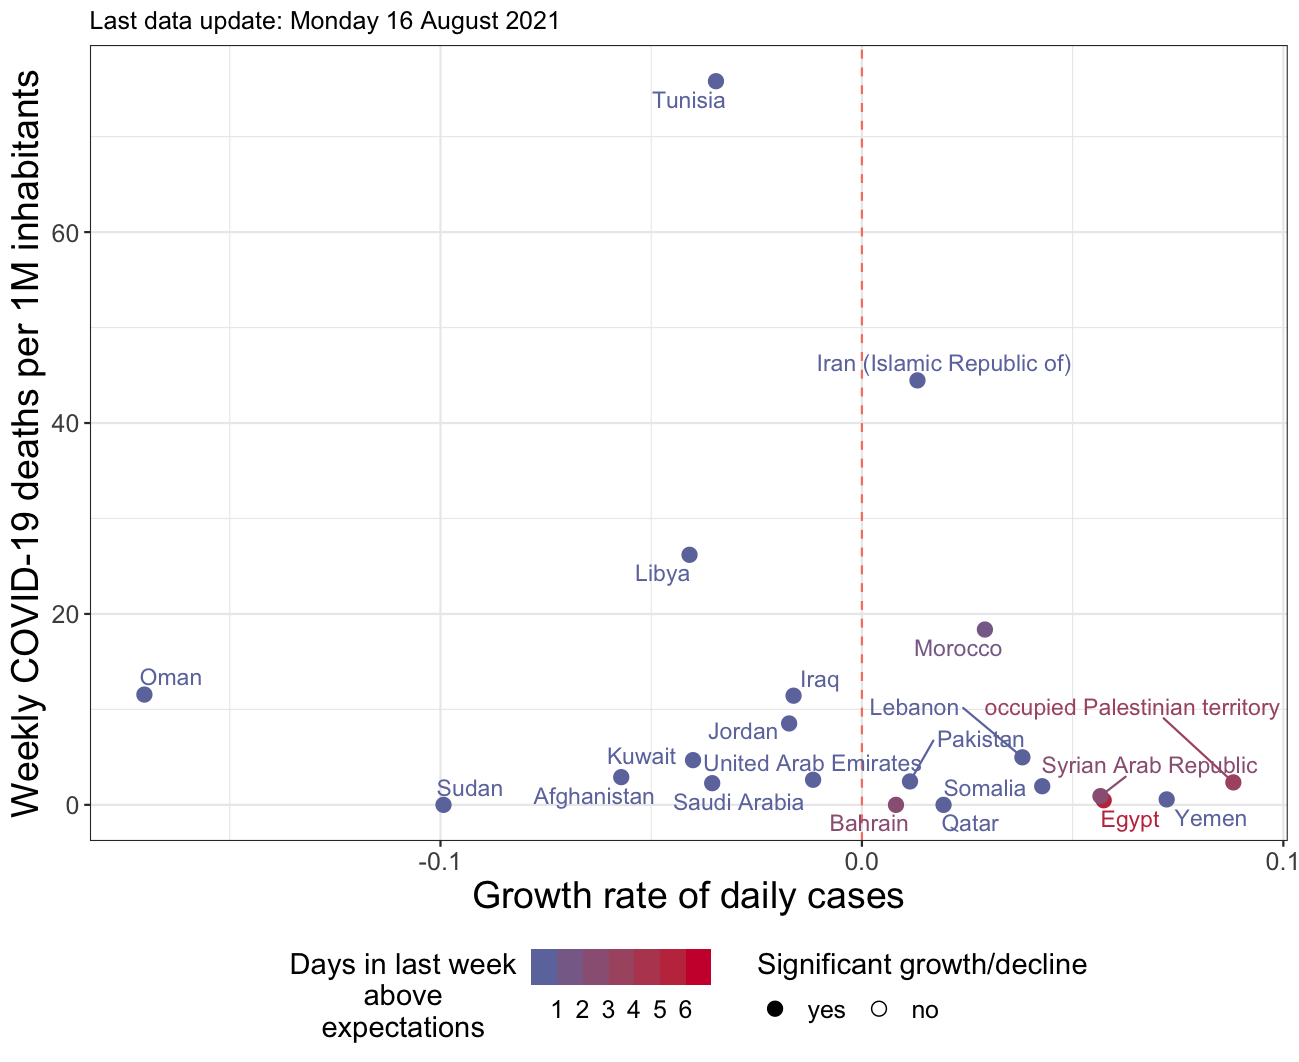 Last data update: Monday 16 August 2021
Weekly COVID-19 deaths per 1M inhabitants
60
40
20
0
Tunisia
Iran (Islamic Republic of)
Libya
Morocco
Oman
Iraq
Lebanon
occupied Palestinian territory
Jordan
Pakistan
Kuwait
United Arab Emirates
Syrian Arab Republic
Sudan
Afghanistan
Saudi Arabia
Somalia
Bahrain
Qatar
Egypt
Yemen
-0.1
0.0
0.1
Growth rate of daily cases
Days in last week
above
expectations
1 2 3 4 5 6
Significant growth/decline
yes
no